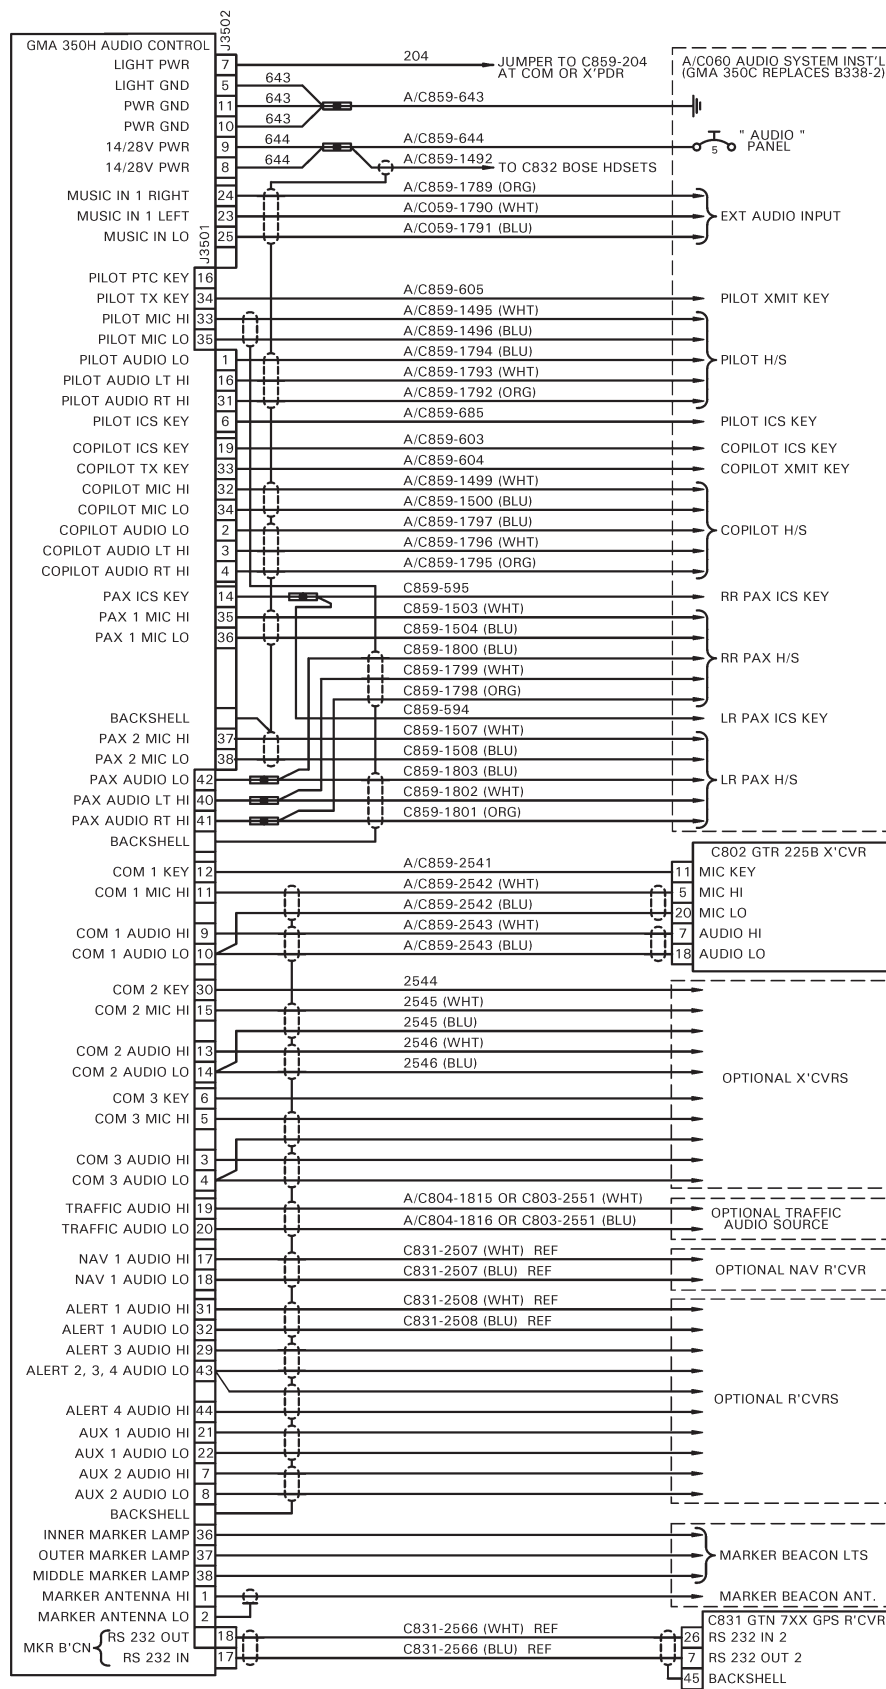 J3502
GMA 350H AUDIO CONTROL
LIGHT PWR 7 204 JUMPER TO C859-204
AT COM OR X'PDR
A/C060 AUDIO SYSTEM INST'L
(GMA 350C REPLACES B338-2)
LIGHT GND 5 643
PWR GND 11 643 A/C859-643
PWR GND 10 643
14/28V PWR 9 644 A/C859-644 5 " AUDIO "
PANEL
14/28V PWR 8 644 A/C859-1492 TO C832 BOSE HDSETS
MUSIC IN 1 RIGHT 24 A/C859-1789 (ORG)
MUSIC IN 1 LEFT 23 A/C059-1790 (WHT) EXT AUDIO INPUT
MUSIC IN LO 25 A/C059-1791 (BLU)
J3501
PILOT PTC KEY 16
PILOT TX KEY 34 A/C859-605 PILOT XMIT KEY
PILOT MIC HI 33 A/C859-1495 (WHT)
PILOT MIC LO 35 A/C859-1496 (BLU)
PILOT AUDIO LO 1 A/C859-1794 (BLU) PILOT H/S
PILOT AUDIO LT HI 16 A/C859-1793 (WHT)
PILOT AUDIO RT HI 31 A/C859-1792 (ORG)
PILOT ICS KEY 6 A/C859-685 PILOT ICS KEY
COPILOT ICS KEY 19 A/C859-603 COPILOT ICS KEY
COPILOT TX KEY 33 A/C859-604 COPILOT XMIT KEY
COPILOT MIC HI 32 A/C859-1499 (WHT)
COPILOT MIC LO 34 A/C859-1500 (BLU)
COPILOT AUDIO LO 2 A/C859-1797 (BLU) COPILOT H/S
COPILOT AUDIO LT HI 3 A/C859-1796 (WHT)
COPILOT AUDIO RT HI 4 A/C859-1795 (ORG)
PAX ICS KEY 14 C859-595 RR PAX ICS KEY
PAX 1 MIC HI 35 C859-1503 (WHT)
PAX 1 MIC LO 36 C859-1504 (BLU)
C859-1800 (BLU) RR PAX H/S
C859-1799 (WHT)
C859-1798 (ORG)
BACKSHELL C859-594 LR PAX ICS KEY
PAX 2 MIC HI 37 C859-1507 (WHT)
PAX 2 MIC LO 38 C859-1508 (BLU)
PAX AUDIO LO 42 C859-1803 (BLU) LR PAX H/S
PAX AUDIO LT HI 40 C859-1802 (WHT)
PAX AUDIO RT HI 41 C859-1801 (ORG)
BACKSHELL
C802 GTR 225B X'CVR
COM 1 KEY 12 A/C859-2541 11 MIC KEY
COM 1 MIC HI 11 A/C859-2542 (WHT) 5 MIC HI
A/C859-2542 (BLU) 20 MIC LO
COM 1 AUDIO HI 9 A/C859-2543 (WHT) 7 AUDIO HI
COM 1 AUDIO LO 10 A/C859-2543 (BLU) 18 AUDIO LO
COM 2 KEY 30 2544
COM 2 MIC HI 15 2545 (WHT)
2545 (BLU)
COM 2 AUDIO HI 13 2546 (WHT)
COM 2 AUDIO LO 14 2546 (BLU)
OPTIONAL X'CVRS
COM 3 KEY 6
COM 3 MIC HI 5
COM 3 AUDIO HI 3
COM 3 AUDIO LO 4
TRAFFIC AUDIO HI 19 A/C804-1815 OR C803-2551 (WHT) OPTIONAL TRAFFIC
TRAFFIC AUDIO LO 20 A/C804-1816 OR C803-2551 (BLU) AUDIO SOURCE
NAV 1 AUDIO HI 17 C831-2507 (WHT) REF
NAV 1 AUDIO LO 18 C831-2507 (BLU) REF OPTIONAL NAV R'CVR
ALERT 1 AUDIO HI 31 C831-2508 (WHT) REF
ALERT 1 AUDIO LO 32 C831-2508 (BLU) REF
ALERT 3 AUDIO HI 29
ALERT 2, 3, 4 AUDIO LO 43
OPTIONAL R'CVRS
ALERT 4 AUDIO HI 44
AUX 1 AUDIO HI 21
AUX 1 AUDIO LO 22
AUX 2 AUDIO HI 7
AUX 2 AUDIO LO 8
BACKSHELL
INNER MARKER LAMP 36
OUTER MARKER LAMP 37 MARKER BEACON LTS
MIDDLE MARKER LAMP 38
MARKER ANTENNA HI 1 MARKER BEACON ANT.
MARKER ANTENNA LO 2
C831 GTN 7XX GPS R'CVR
MKR B'CN RS 232 OUT 18 C831-2566 (WHT) REF 26 RS 232 IN 2
RS 232 IN 17 C831-2566 (BLU) REF 7 RS 232 OUT 2
45 BACKSHELL